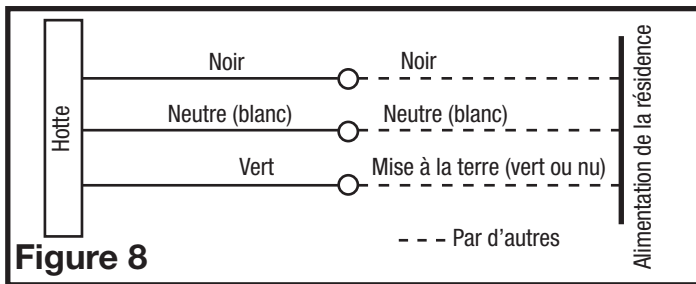 Hotte
Noir
Noir
Neutre (blanc)
Neutre (blanc)
Vert
Mise à la terre (vert ou nu)
Alimentation de la résidence
Par d'autres
Figure 8